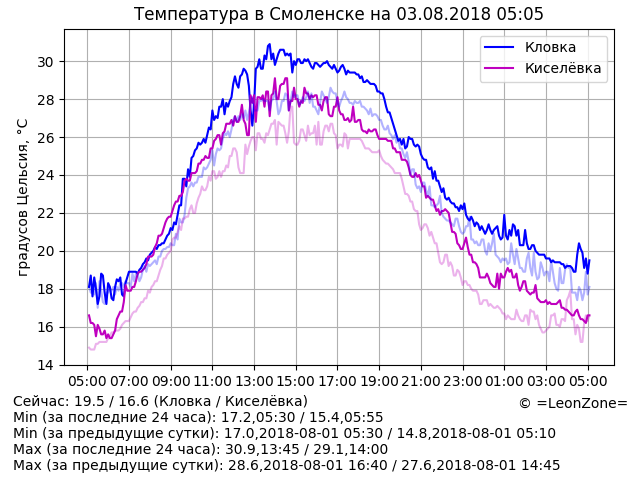 Температура в Смоленске на 03.08.2018 05:05
градусов Цельсия, °C
30
28
26
24
22
20
18
16
14
Кловка
Киселёвка
05:00 07:00 09:00 11:00 13:00 15:00 17:00 19:00 21:00 23:00 01:00 03:00 05:00
Сейчас: 19.5 / 16.6 (Кловка / Киселёвка)
© =LeonZone=
Min (за последние 24 часа): 17.2,05:30 / 15.4,05:55
Min (за предыдущие сутки): 17.0,2018-08-01 05:30 / 14.8,2018-08-01 05:10
Max (за последние 24 часа): 30.9,13:45 / 29.1,14:00
Max (за предыдущие сутки): 28.6,2018-08-01 16:40 / 27.6,2018-08-01 14:45